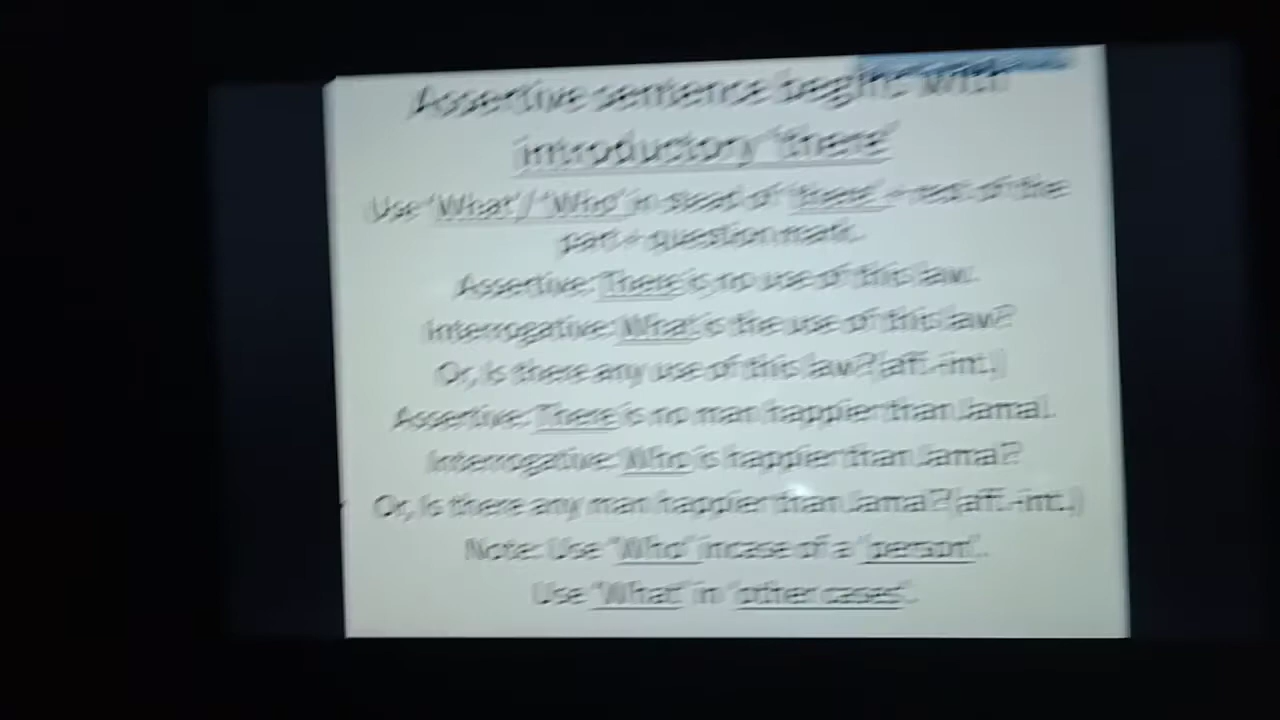 Assertive sentence begins with
introductory 'there'
Use 'What'/ 'Who' in stead of 'there' + rest of the
part + question mark.
Assertive: There is no use of this law.
Interrogative: What is the use of this law?
Or, Is there any use of this law?(aff.-int.)
Assertive: There is no man happier than Jamal.
Interrogative: Who is happier than Jamal?
Or, Is there any man happier than Jamal?(aff.-int.)
Note: Use 'Who' incase of a 'person'.
Use 'What' in 'other cases'.